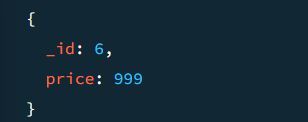 {
_id: 6,
price: 999
}